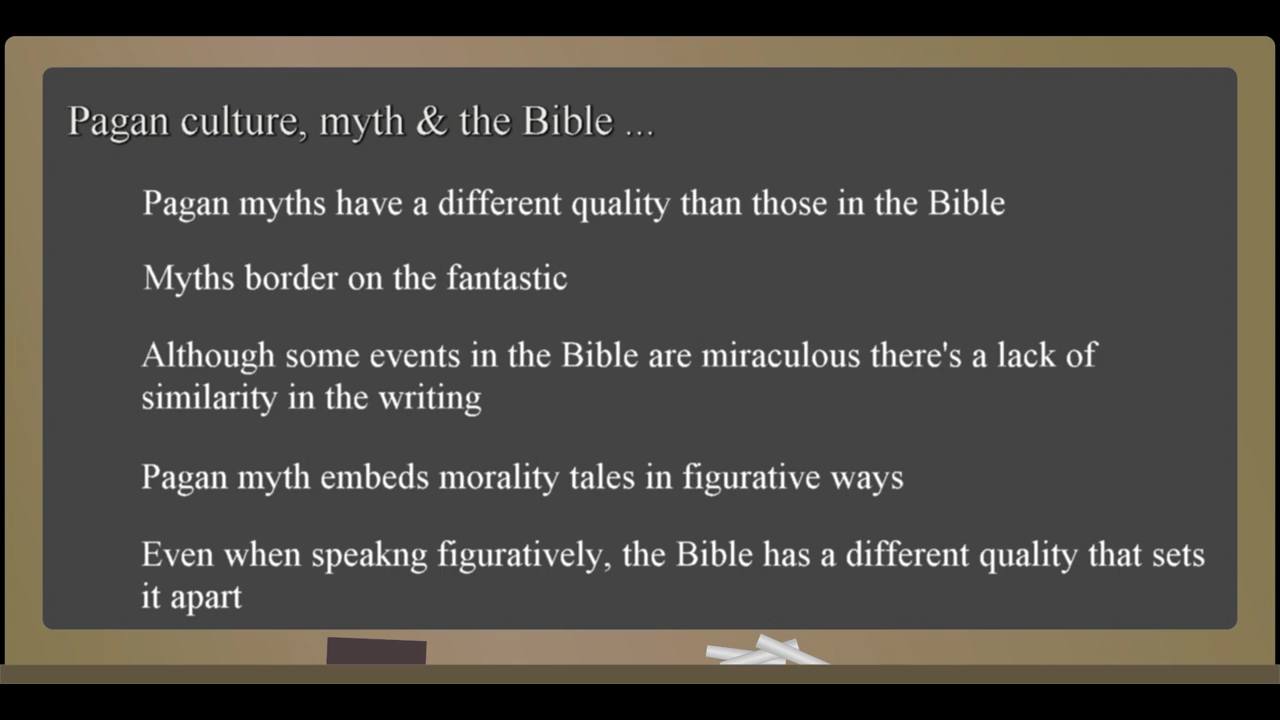 Pagan culture, myth & the Bible ...
Pagan myths have a different quality than those in the Bible
Myths border on the fantastic
Although some events in the Bible are miraculous there's a lack of
similarity in the writing
Pagan myth embeds morality tales in figurative ways
Even when speakng figuratively, the Bible has a different quality that sets
it apart